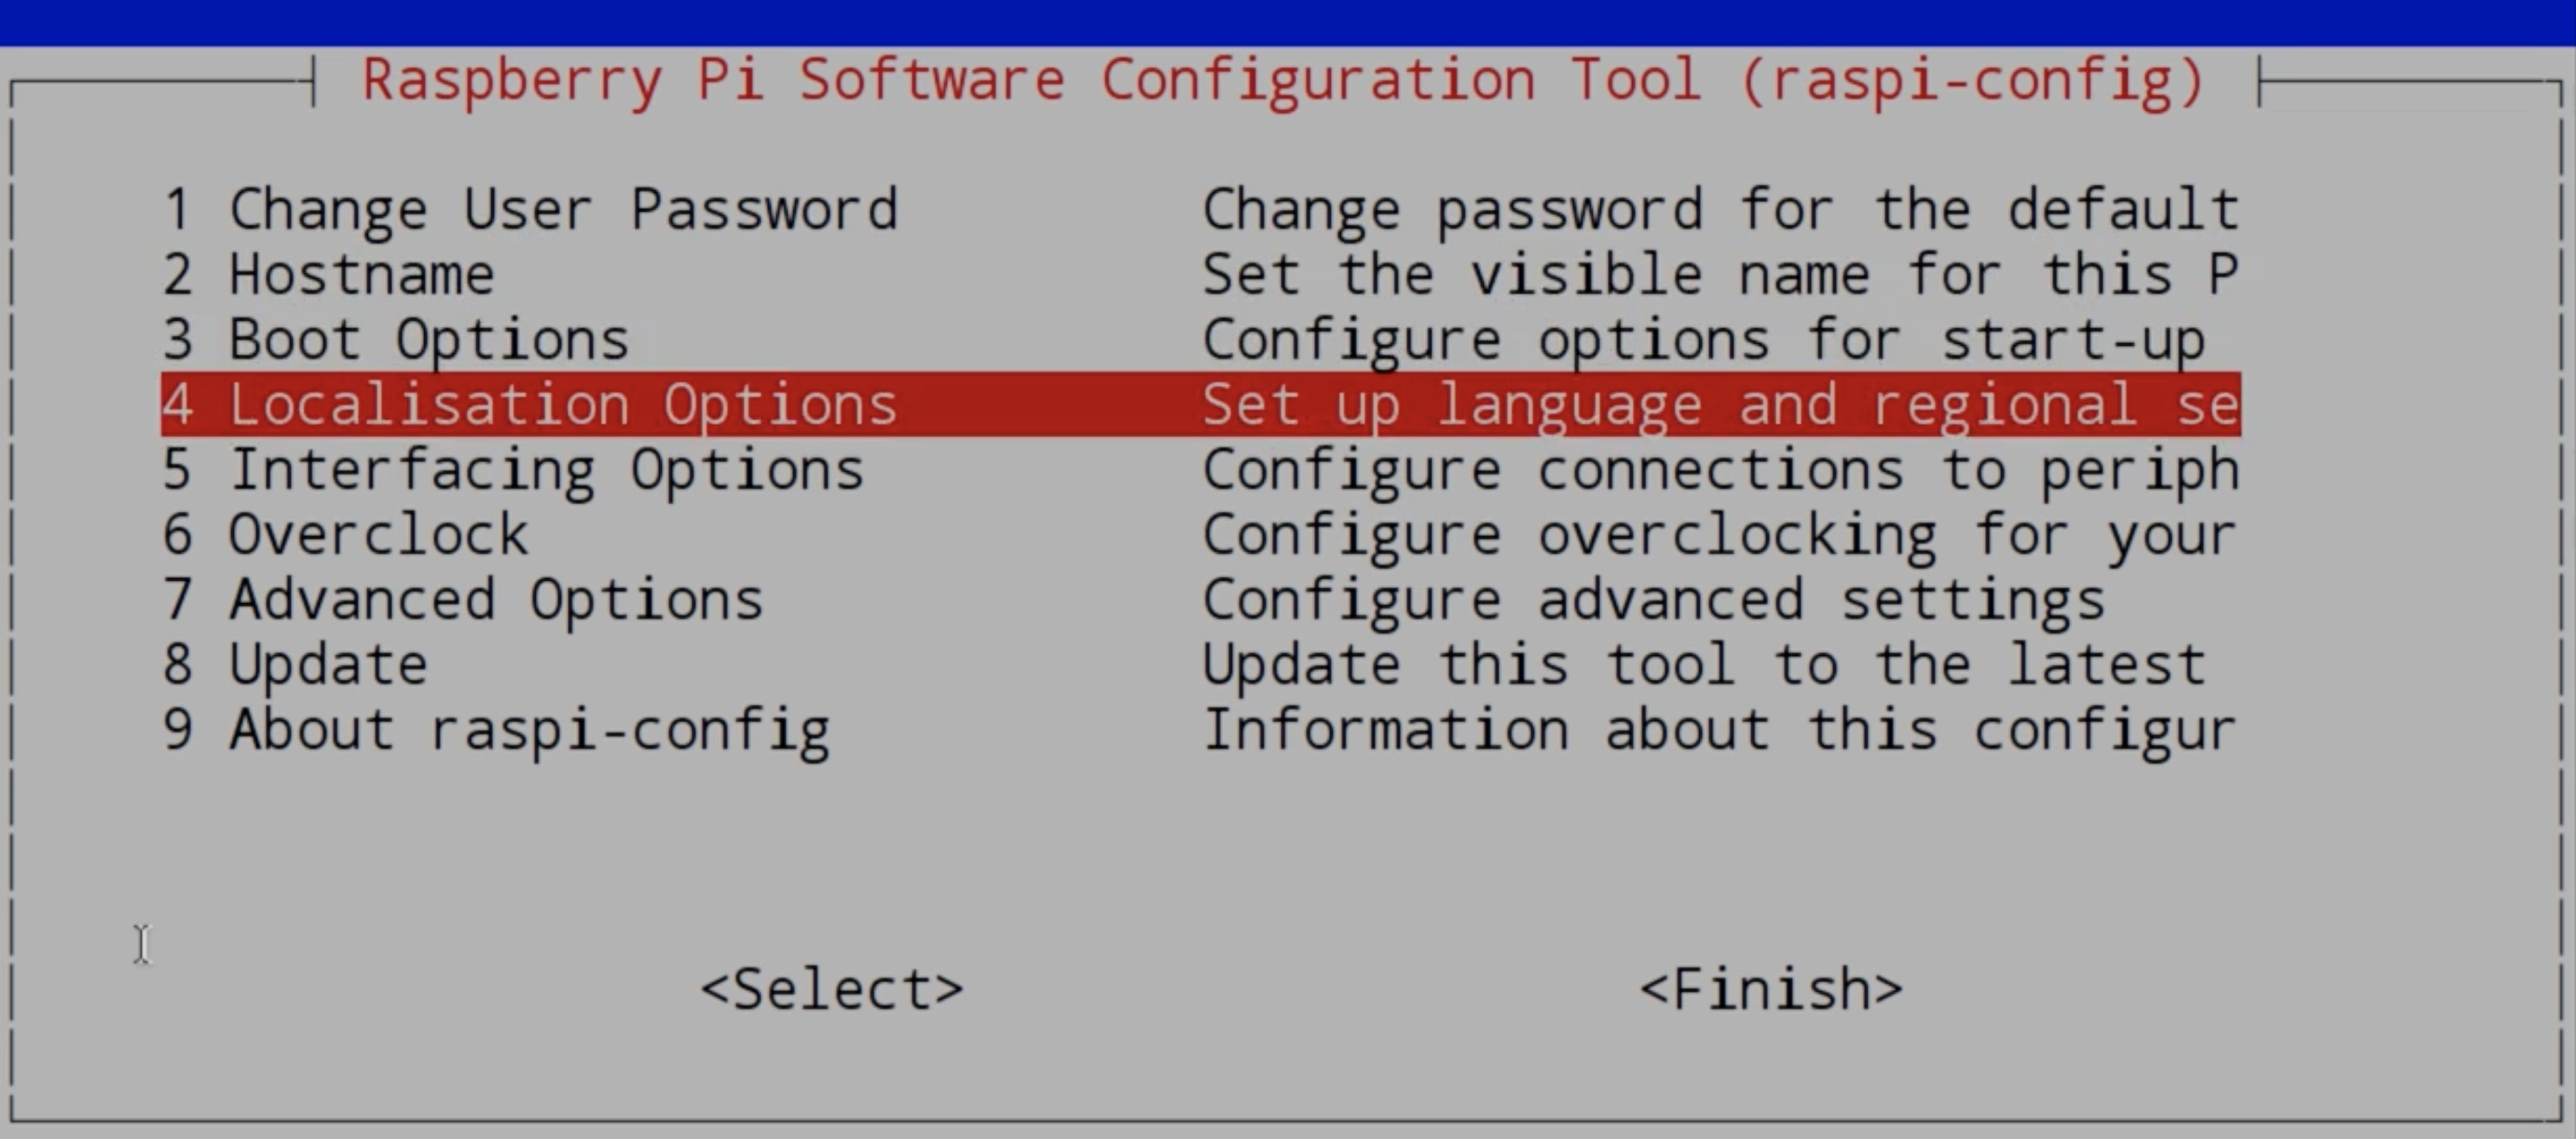 Raspberry Pi Software Configuration Tool (raspi-config)
1 Change User Password Change password for the default
2 Hostname Set the visible name for this P
3 Boot Options Configure options for start-up
4 Localisation Options Set up language and regional se
5 Interfacing Options Configure connections to periph
6 Overclock Configure overclocking for your
7 Advanced Options Configure advanced settings
8 Update Update this tool to the latest
9 About raspi-config Information about this configur
<Select> <Finish>